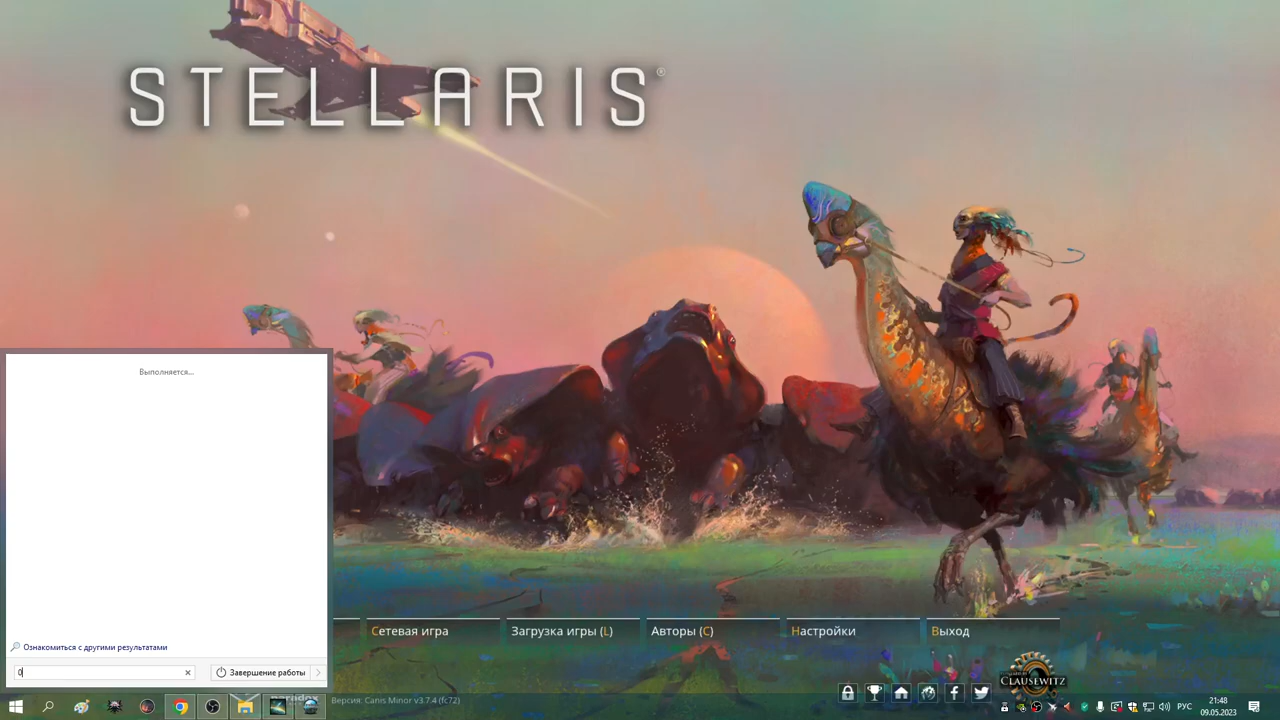 STELLARIS®
Выполняется...
Ознакомиться с другими результатами
0
Завершение работы
Сетевая игра
Загрузка игры (L)
Авторы (C)
Настройки
Выход
CLAUSEWITZ
paradox
Версия: Canis Minor v3.7.4 (fc72)
РУС
21:48
09.05.2023